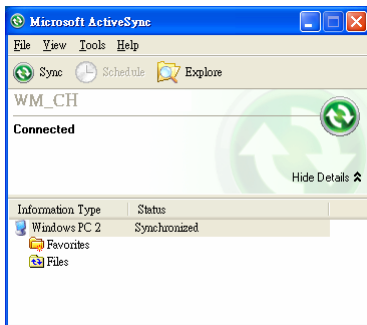 Microsoft ActiveSync
File View Tools Help
Sync Schedule Explore
WM_CH
Connected
Hide Details
Information Type Status
Windows PC 2 Synchronized
Favorites
Files